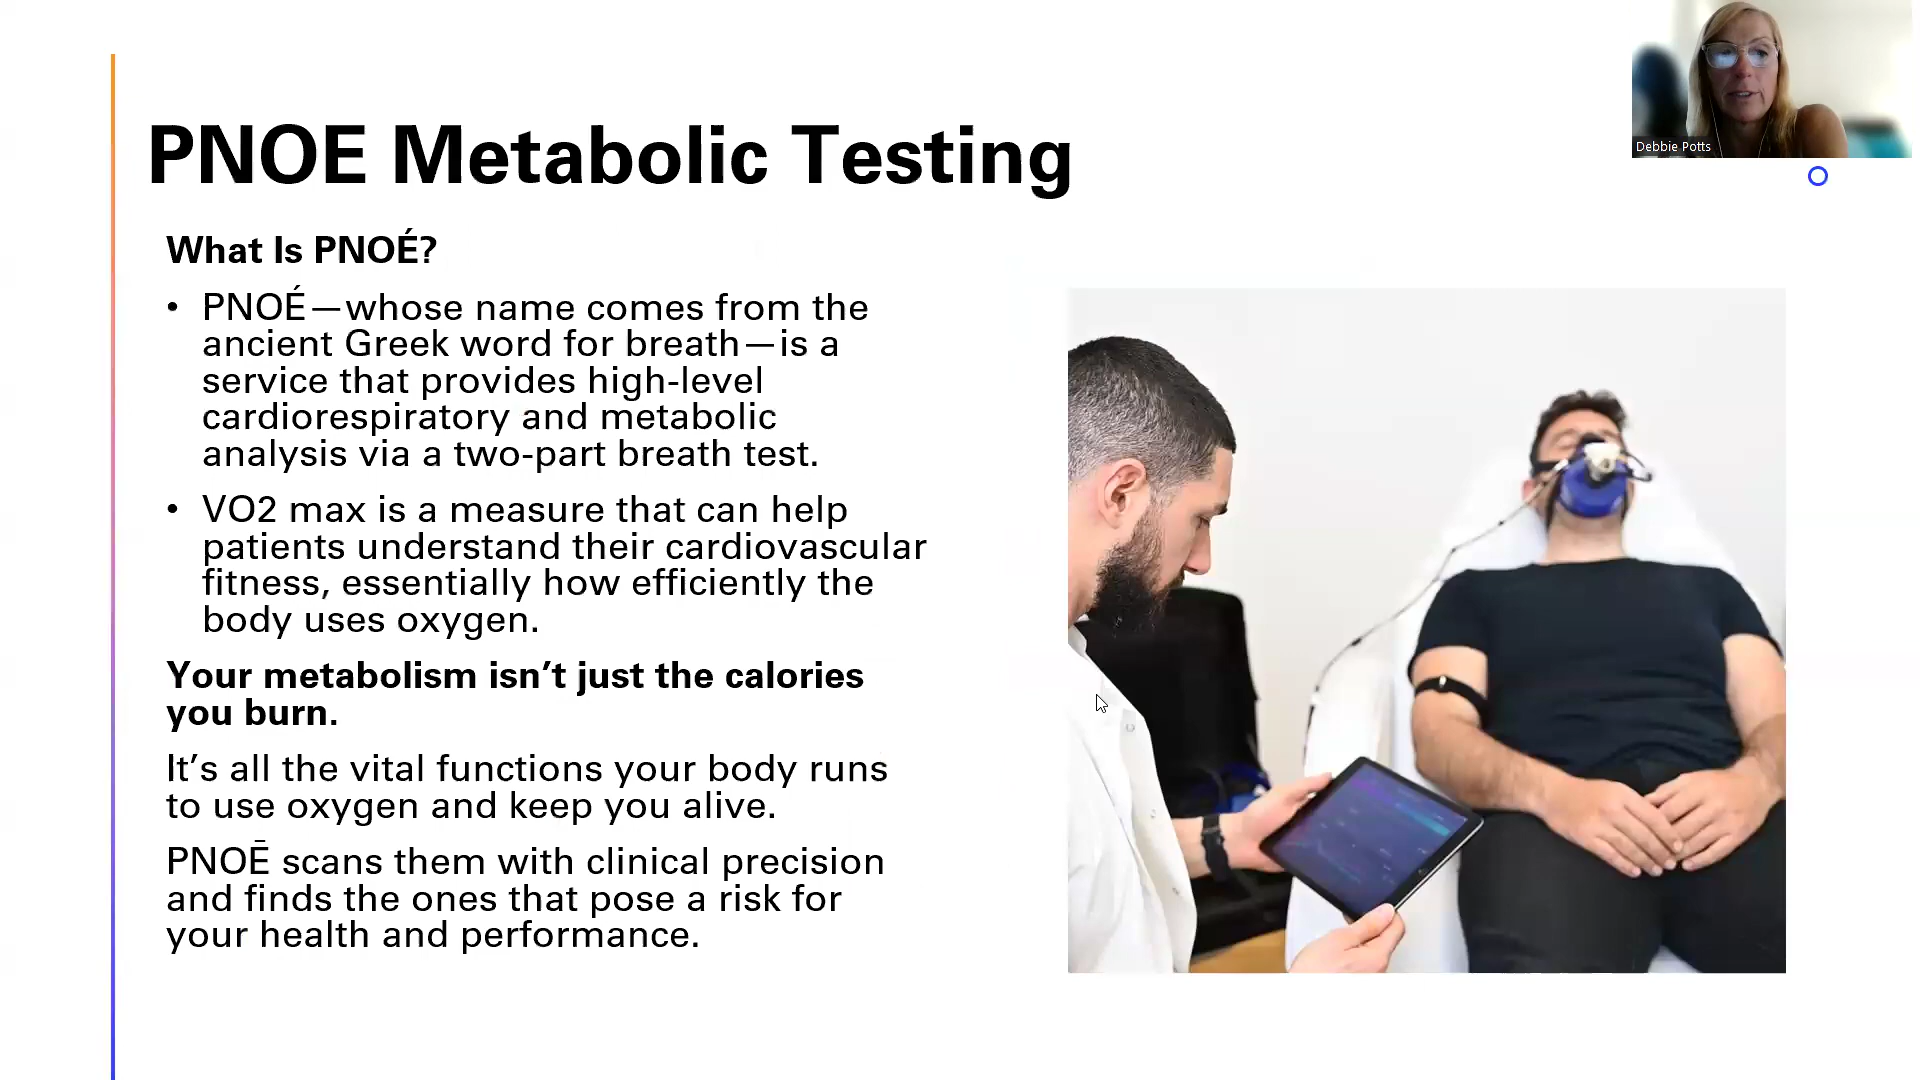 PNOE Metabolic Testing
Debbie Potts
What Is PNOÉ?
• PNOÉ—whose name comes from the
ancient Greek word for breath—is a
service that provides high-level
cardiorespiratory and metabolic
analysis via a two-part breath test.
• VO2 max is a measure that can help
patients understand their cardiovascular
fitness, essentially how efficiently the
body uses oxygen.
Your metabolism isn’t just the calories
you burn.
It’s all the vital functions your body runs
to use oxygen and keep you alive.
PNOĒ scans them with clinical precision
and finds the ones that pose a risk for
your health and performance.